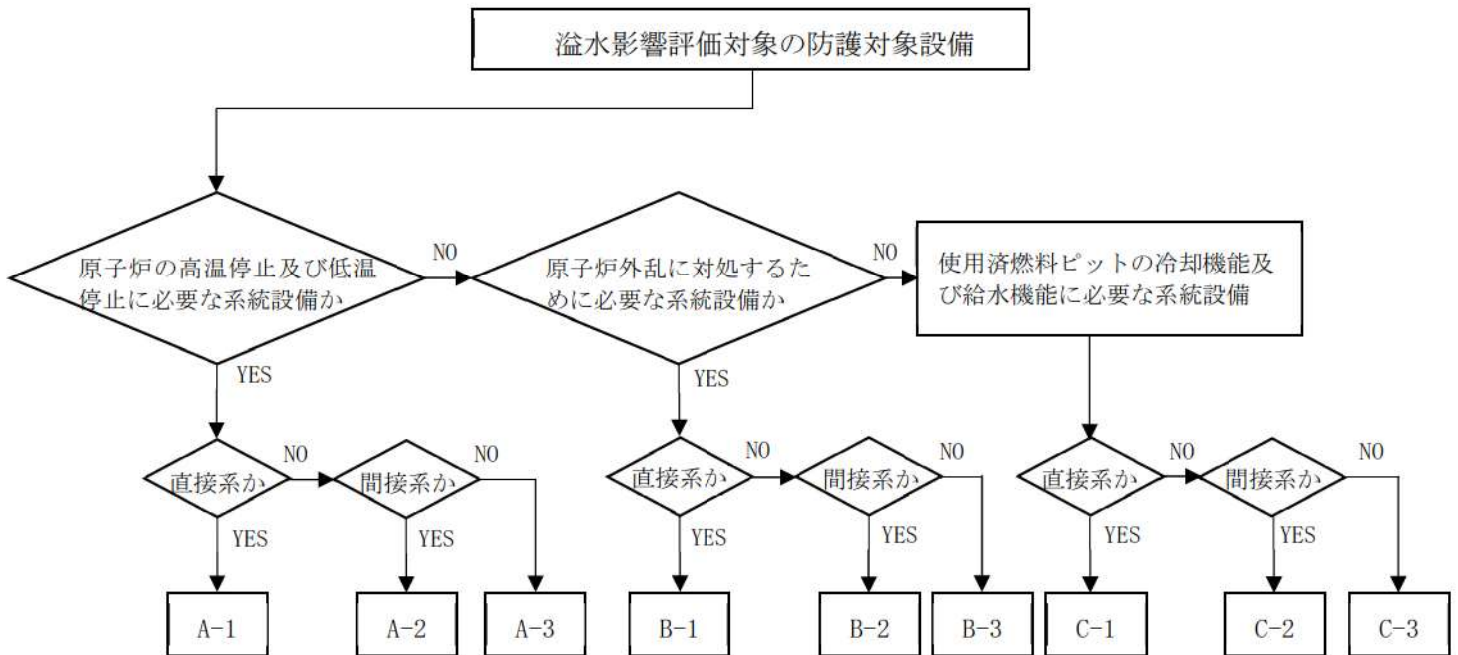 溢水影響評価対象の防護対象設備
原子炉の高温停止及び低温
停止に必要な系統設備か
NO
原子炉外乱に対処するた
めに必要な系統設備か
NO
使用済燃料ピットの冷却機能及
び給水機能に必要な系統設備
YES
YES
直接系か
NO
間接系か
NO
直接系か
NO
間接系か
NO
直接系か
NO
間接系か
NO
YES
YES
YES
YES
YES
YES
A-1
A-2
A-3
B-1
B-2
B-3
C-1
C-2
C-3